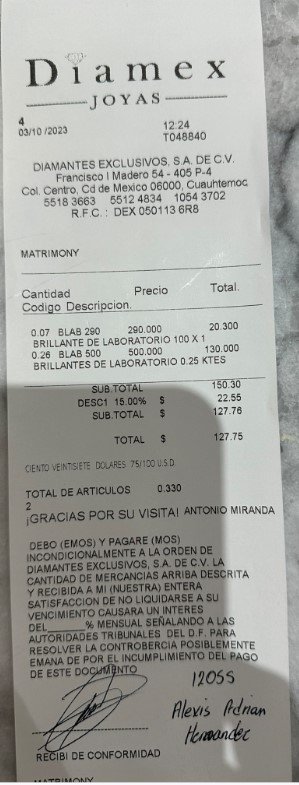 Diamex
JOYAS
4
03/10 /2023 12:24
T048840
DIAMANTES EXCLUSIVOS, S.A. DE C.V.
Francisco I Madero 54 - 405 P-4
Col. Centro, Cd de Mexico 06000, Cuauhtemoc
5518 3663 5512 4834 1054 3702
R.F.C. : DEX 050113 6R8
MATRIMONY
Cantidad Precio Total.
Codigo Descripcion.
0.07 BLAB 290 290.000 20.300
BRILLANTE DE LABORATORIO 100 X 1
0.26 BLAB 500 500.000 130.000
BRILLANTES DE LABORATORIO 0.25 KTES
SUB.TOTAL 150.30
DESC1 15.00% $ 22.55
SUB.TOTAL $ 127.76
TOTAL $ 127.75
CIENTO VEINTISIETE DOLARES 75/100 U.S.D.
TOTAL DE ARTICULOS 0.330
2
¡GRACIAS POR SU VISITA! ANTONIO MIRANDA
DEBO (EMOS) Y PAGARE (MOS)
INCONDICIONALMENTE A LA ORDEN DE
DIAMANTES EXCLUSIVOS, S.A. DE C.V. LA
CANTIDAD DE MERCANCIAS ARRIBA DESCRITA
Y RECIBIDA A MI (NUESTRA) ENTERA
SATISFACCION DE NO LIQUIDARSE A SU
VENCIMIENTO CAUSARA UN INTERES
DEL______% MENSUAL SEÑALANDO A LAS
AUTORIDADES TRIBUNALES DEL D.F. PARA
RESOLVER LA CONTROBERCIA POSIBLEMENTE
EMANA DE POR EL INCUMPLIMIENTO DEL PAGO
DE ESTE DOCUMENTO
12055
Alexis Adrian
Hernandez
RECIBI DE CONFORMIDAD
MATRIMONY